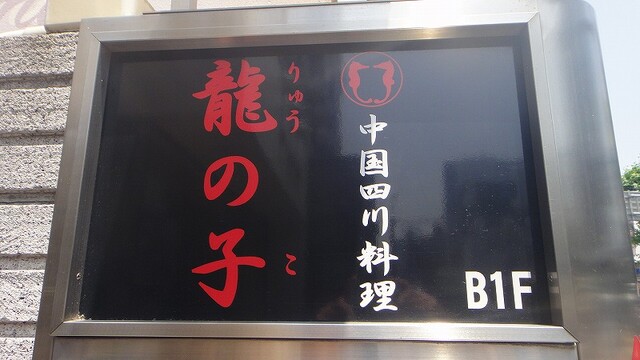 中国四川料理
龍の子
りゅう
こ
B1F